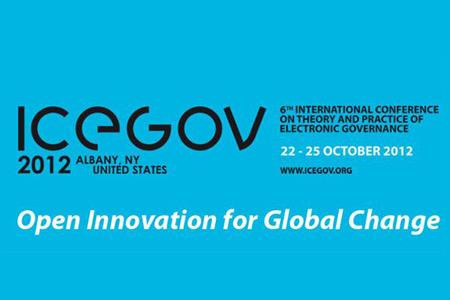 ICEGOV
2012 ALBANY, NY
UNITED STATES
6TH INTERNATIONAL CONFERENCE
ON THEORY AND PRACTICE OF
ELECTRONIC GOVERNANCE
22 - 25 OCTOBER 2012
WWW.ICEGOV.ORG
Open Innovation for Global Change